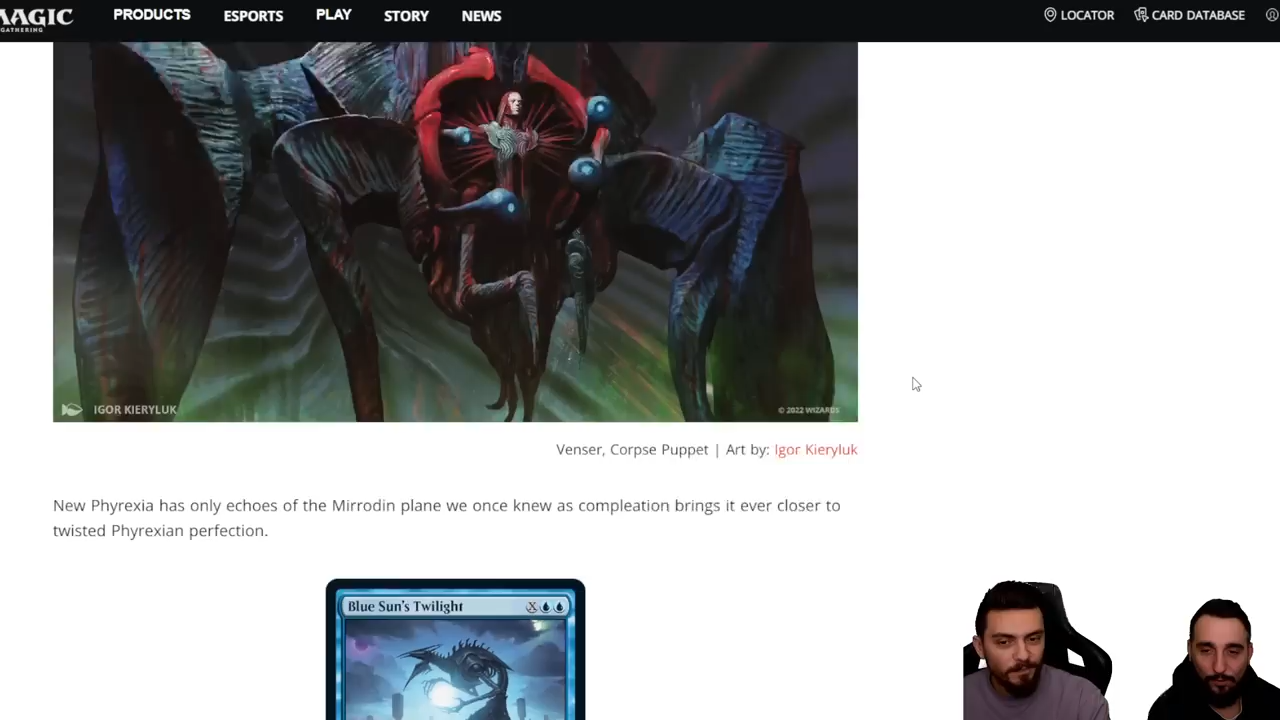 MAGIC
GATHERING
PRODUCTS
ESPORTS
PLAY
STORY
NEWS
LOCATOR
CARD DATABASE
IGOR KIERYLUK
© 2022 WIZARDS
Venser, Corpse Puppet | Art by: Igor Kieryluk
New Phyrexia has only echoes of the Mirrodin plane we once knew as compleation brings it ever closer to
twisted Phyrexian perfection.
Blue Sun's Twilight X